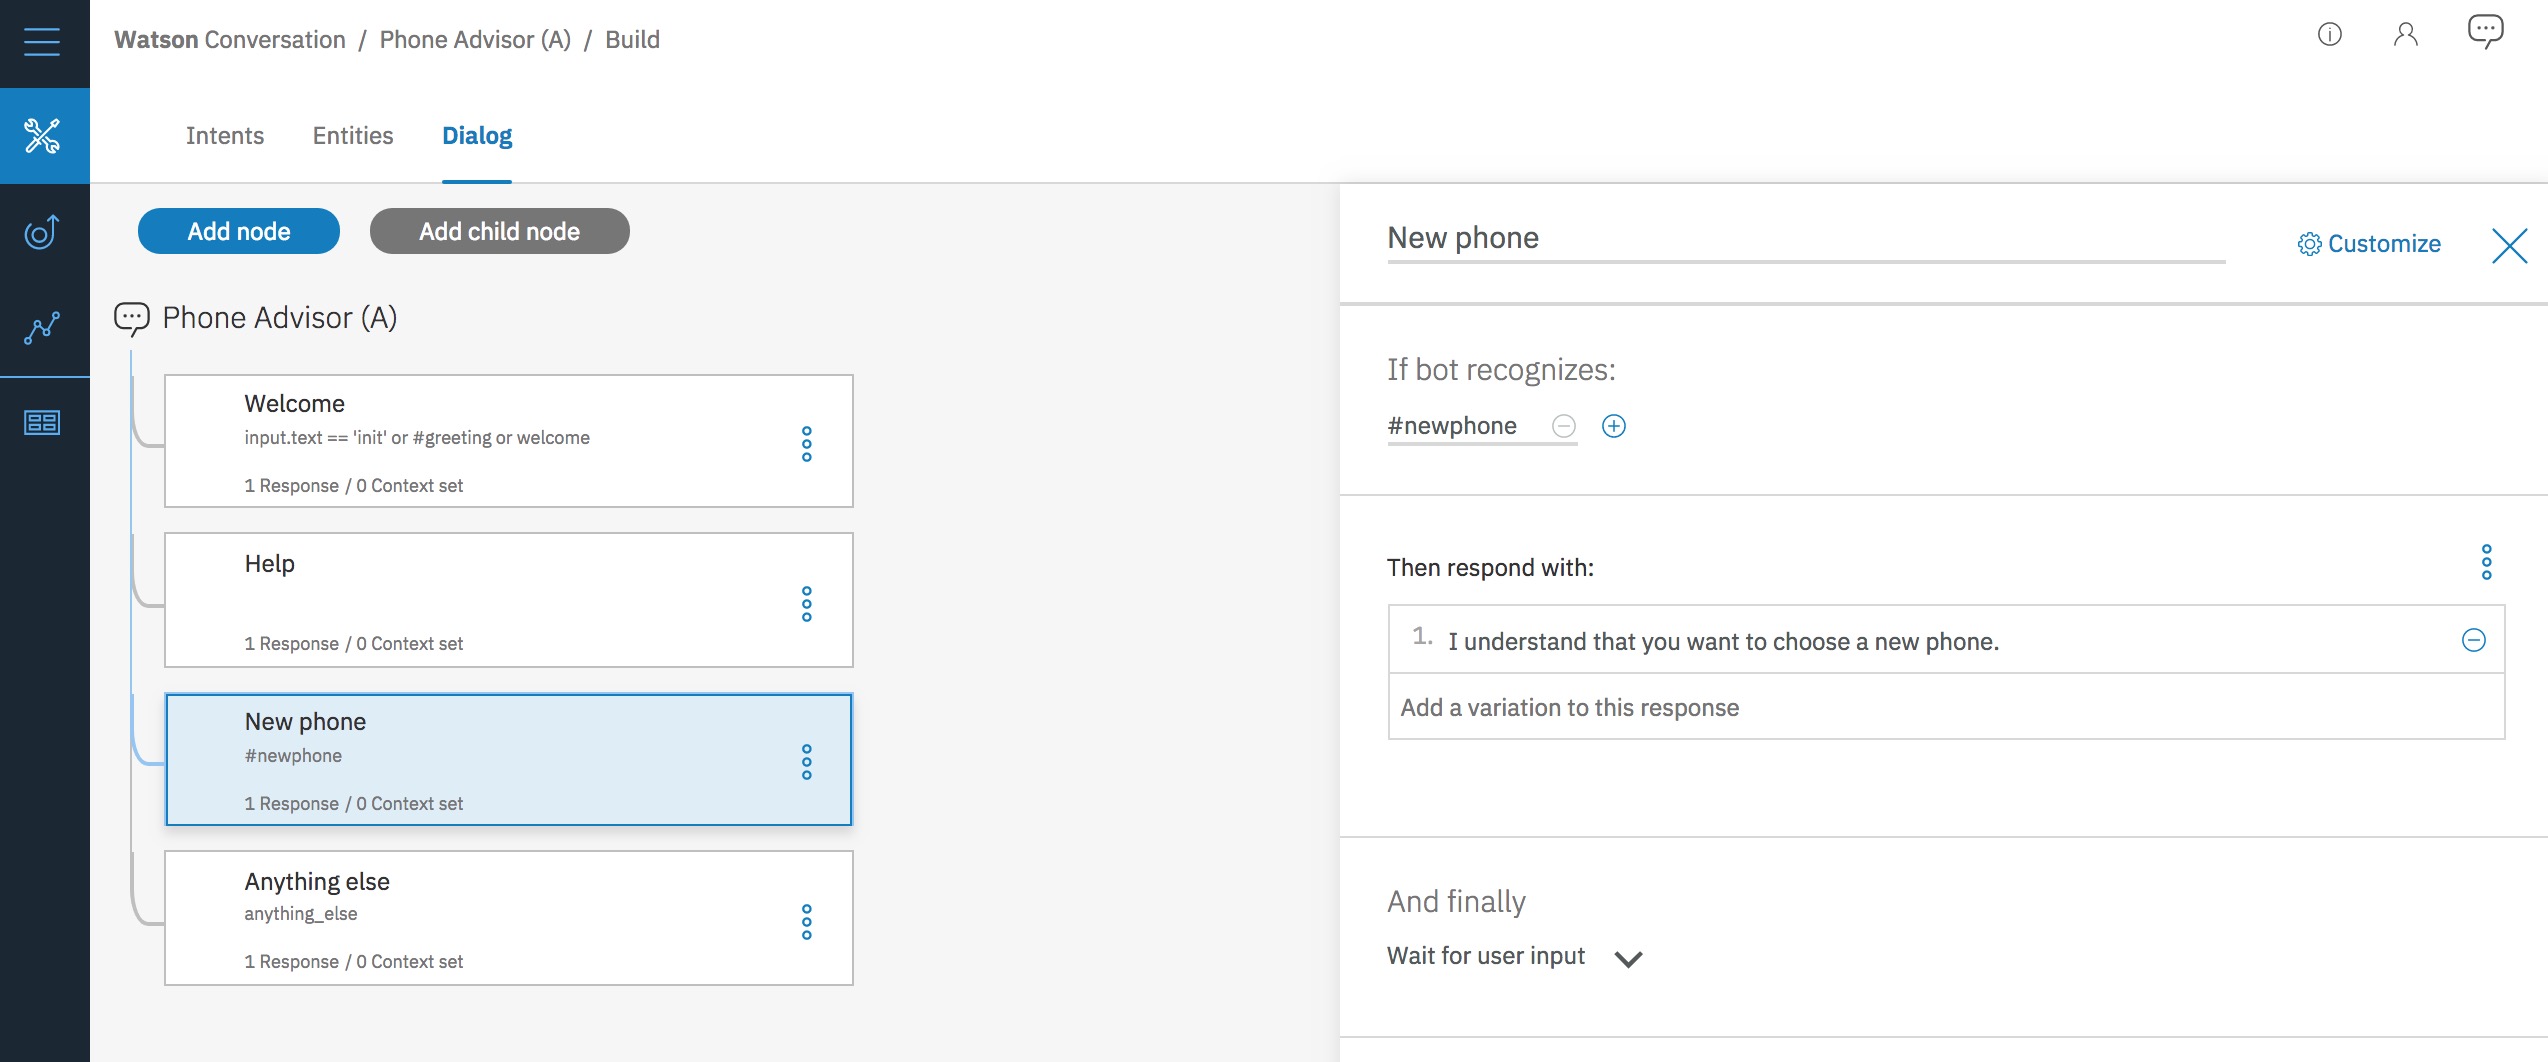 Watson Conversation / Phone Advisor (A) / Build
Intents Entities Dialog
Add node Add child node
Phone Advisor (A)
Welcome
input.text == 'init' or #greeting or welcome
1 Response / 0 Context set
Help
1 Response / 0 Context set
New phone
#newphone
1 Response / 0 Context set
Anything else
anything_else
1 Response / 0 Context set
New phone
Customize
If bot recognizes:
#newphone
Then respond with:
1. I understand that you want to choose a new phone.
Add a variation to this response
And finally
Wait for user input